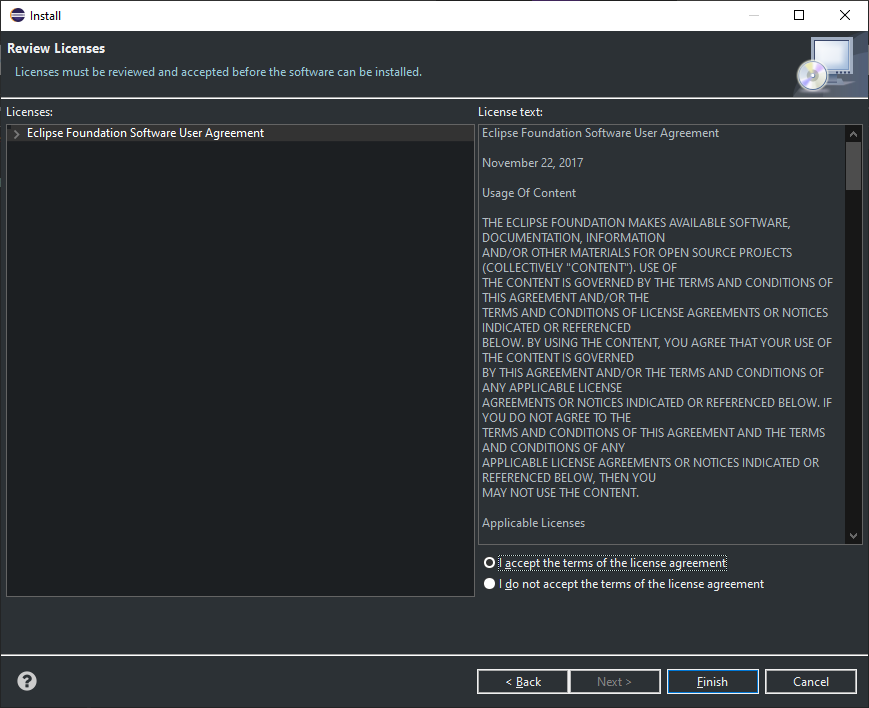 Install
Review Licenses
Licenses must be reviewed and accepted before the software can be installed.
Licenses:
Eclipse Foundation Software User Agreement
License text:
Eclipse Foundation Software User Agreement
November 22, 2017
Usage Of Content
THE ECLIPSE FOUNDATION MAKES AVAILABLE SOFTWARE,
DOCUMENTATION, INFORMATION
AND/OR OTHER MATERIALS FOR OPEN SOURCE PROJECTS
(COLLECTIVELY "CONTENT"). USE OF
THE CONTENT IS GOVERNED BY THE TERMS AND CONDITIONS OF
THIS AGREEMENT AND/OR THE
TERMS AND CONDITIONS OF LICENSE AGREEMENTS OR NOTICES
INDICATED OR REFERENCED
BELOW. BY USING THE CONTENT, YOU AGREE THAT YOUR USE OF
THE CONTENT IS GOVERNED
BY THIS AGREEMENT AND/OR THE TERMS AND CONDITIONS OF
ANY APPLICABLE LICENSE
AGREEMENTS OR NOTICES INDICATED OR REFERENCED BELOW. IF
YOU DO NOT AGREE TO THE
TERMS AND CONDITIONS OF THIS AGREEMENT AND THE TERMS
AND CONDITIONS OF ANY
APPLICABLE LICENSE AGREEMENTS OR NOTICES INDICATED OR
REFERENCED BELOW, THEN YOU
MAY NOT USE THE CONTENT.
Applicable Licenses
I accept the terms of the license agreement
I do not accept the terms of the license agreement
?
< Back
Next >
Finish
Cancel